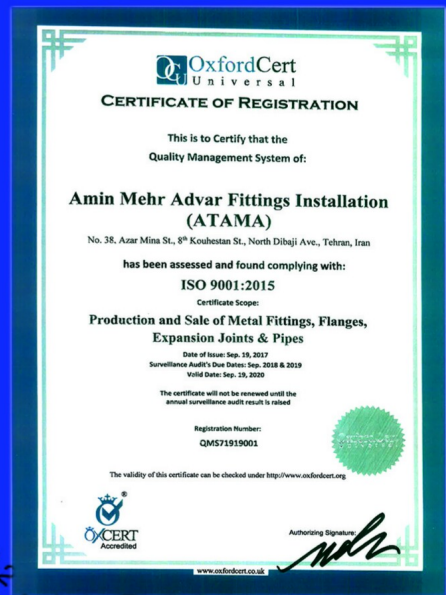 OxfordCert
Universal
CERTIFICATE OF REGISTRATION
This is to Certify that the
Quality Management System of:
Amin Mehr Advar Fittings Installation
(ATAMA)
No. 38, Azar Mina St., 8th Kouhestan St., North Dibaji Ave., Tehran, Iran
has been assessed and found complying with:
ISO 9001:2015
Certificate Scope:
Production and Sale of Metal Fittings, Flanges,
Expansion Joints & Pipes
Date of Issue: Sep. 19, 2017
Surveillance Audit's Due Dates: Sep. 2018 & 2019
Valid Date: Sep. 19, 2020
The certificate will not be renewed until the
annual surveillance audit result is raised
Registration Number:
QMS71919001
The validity of this certificate can be checked under http://www.oxfordcert.org
®
OXCERT
Accredited
Authorizing Signature:
www.oxfordcert.co.uk